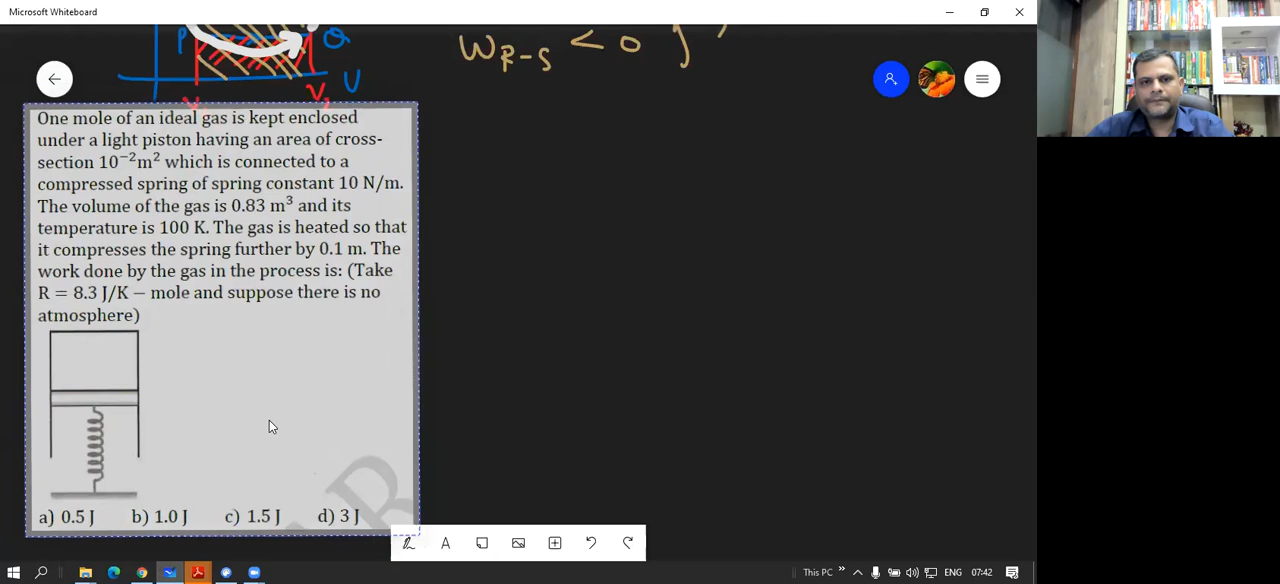 Microsoft Whiteboard
P
Q
V
W R-S < 0
One mole of an ideal gas is kept enclosed
under a light piston having an area of cross-
section 10⁻²m² which is connected to a
compressed spring of spring constant 10 N/m.
The volume of the gas is 0.83 m³ and its
temperature is 100 K. The gas is heated so that
it compresses the spring further by 0.1 m. The
work done by the gas in the process is: (Take
R = 8.3 J/K − mole and suppose there is no
atmosphere)
a) 0.5 J b) 1.0 J c) 1.5 J d) 3 J
A
This PC
ENG 07:42